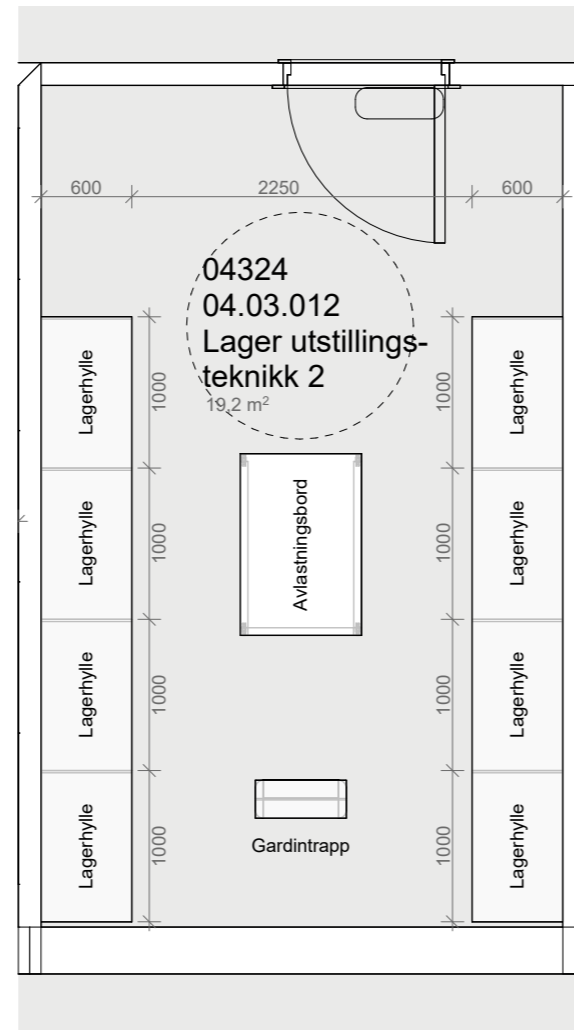 600
2250
600
04324
04.03.012
Lager utstillings-
teknikk 2
19,2 m²
Lagerhylle
1000
1000
Lagerhylle
Lagerhylle
1000
Avlastningsbord
1000
Lagerhylle
Lagerhylle
1000
1000
Lagerhylle
Lagerhylle
1000
Gardintrapp
1000
Lagerhylle